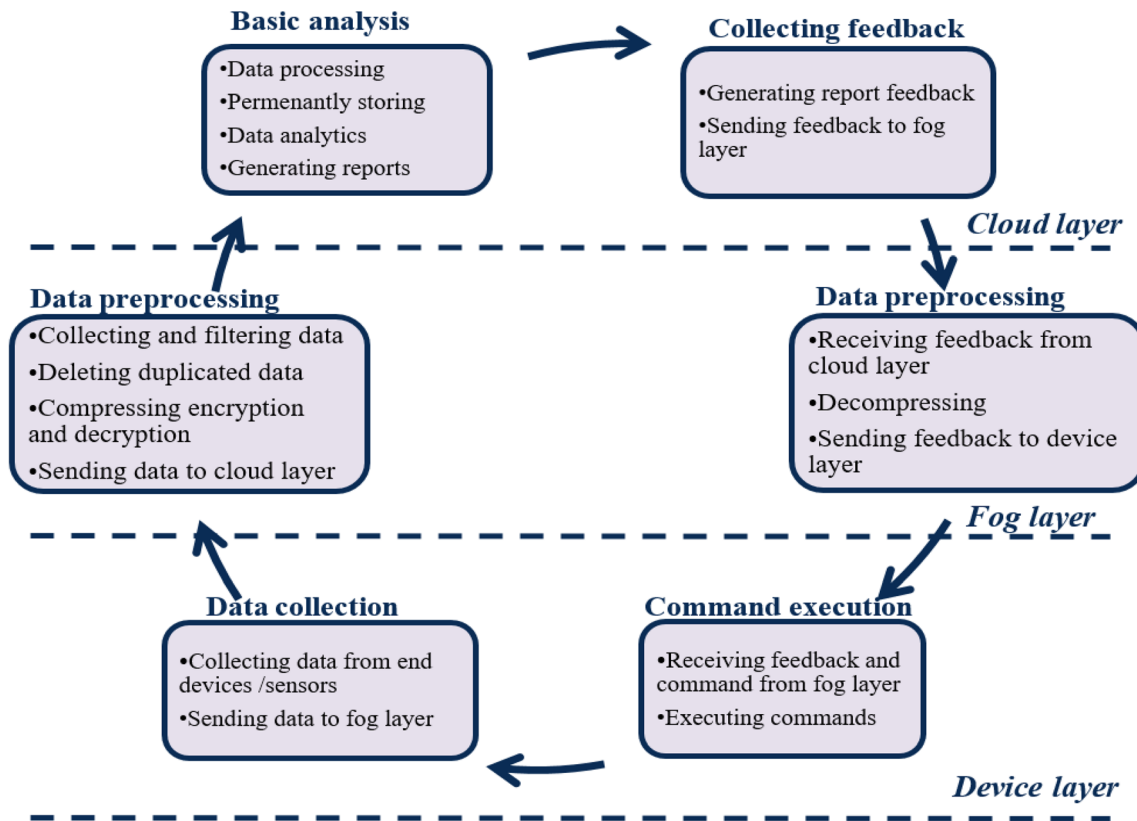 Basic analysis
•Data processing
•Permenantly storing
•Data analytics
•Generating reports
Collecting feedback
•Generating report feedback
•Sending feedback to fog
layer
Cloud layer
Data preprocessing
•Collecting and filtering data
•Deleting duplicated data
•Compressing encryption
and decryption
•Sending data to cloud layer
Data preprocessing
•Receiving feedback from
cloud layer
•Decompressing
•Sending feedback to device
layer
Fog layer
Data collection
•Collecting data from end
devices /sensors
•Sending data to fog layer
Command execution
•Receiving feedback and
command from fog layer
•Executing commands
Device layer